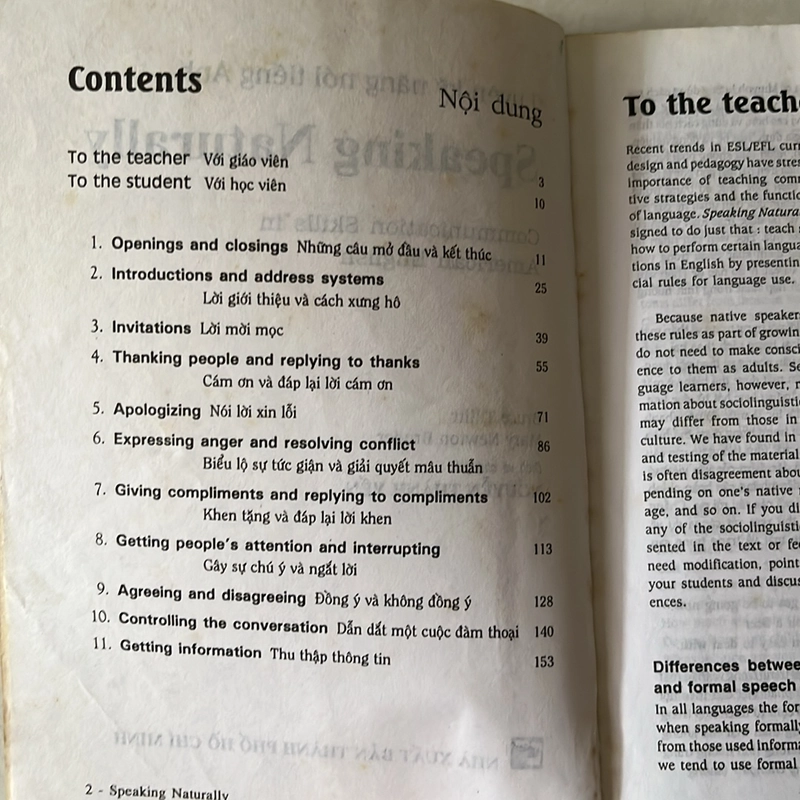 Contents
Nội dung
To the teacher Với giáo viên 3
To the student Với học viên 10
1. Openings and closings Những câu mở đầu và kết thúc 11
2. Introductions and address systems 25
Lời giới thiệu và cách xưng hô
3. Invitations Lời mời mọc 39
4. Thanking people and replying to thanks 55
Cám ơn và đáp lại lời cám ơn
5. Apologizing Nói lời xin lỗi 71
6. Expressing anger and resolving conflict 86
Biểu lộ sự tức giận và giải quyết mâu thuẫn
7. Giving compliments and replying to compliments 102
Khen tặng và đáp lại lời khen
8. Getting people's attention and interrupting 113
Gây sự chú ý và ngắt lời
9. Agreeing and disagreeing Đồng ý và không đồng ý 128
10. Controlling the conversation Dẫn dắt một cuộc đàm thoại 140
11. Getting information Thu thập thông tin 153
2 - Speaking Naturally
To the teache
Recent trends in ESL/EFL curr
design and pedagogy have stres
importance of teaching comm
tive strategies and the function
of language. Speaking Natura
signed to do just that : teach s
how to perform certain langua
tions in English by presentin
cial rules for language use.
Because native speakers
these rules as part of growin
do not need to make consci
ence to them as adults. Se
guage learners, however, n
mation about sociolinguistic
may differ from those in
culture. We have found in
and testing of the material
is often disagreement abou
pending on one's native
age, and so on. If you di
any of the sociolinguisti
sented in the text or fee
need modification, point
your students and discus
ences.
Differences betwee
and formal speech
In all languages the for
when speaking formally
from those used informa
we tend to use formal